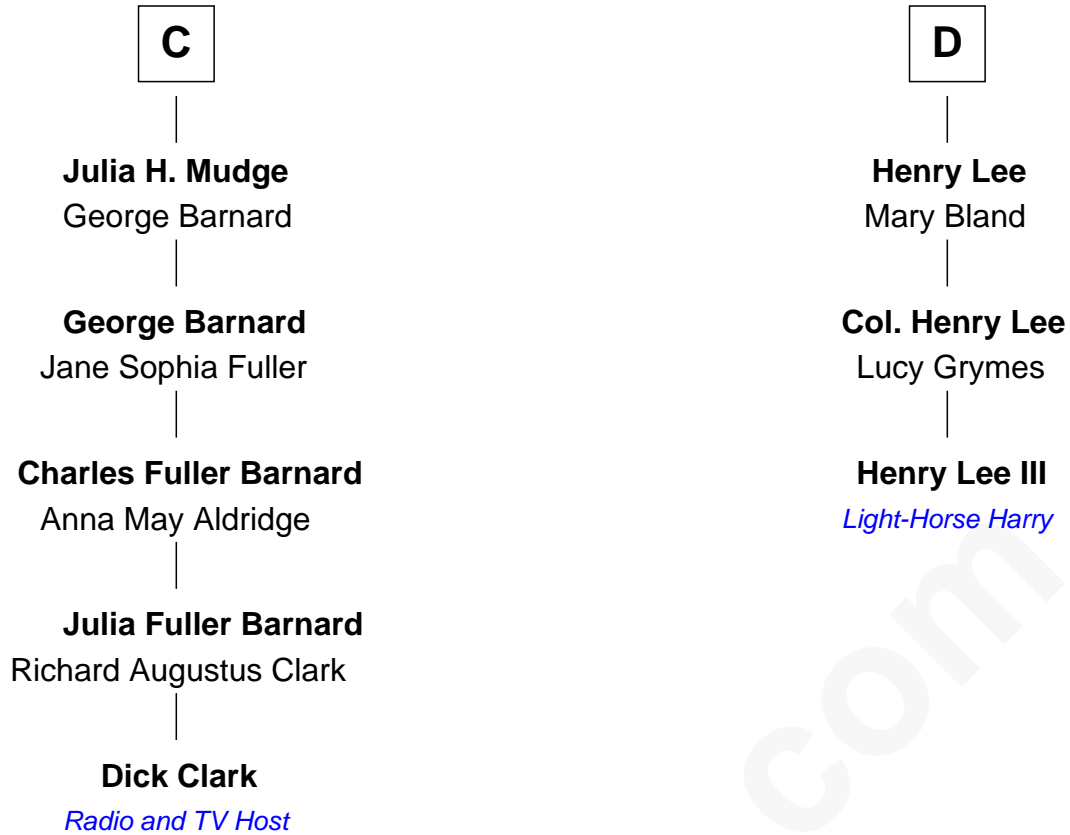 C
Julia H. Mudge
George Barnard
George Barnard
Jane Sophia Fuller
Charles Fuller Barnard
Anna May Aldridge
Julia Fuller Barnard
Richard Augustus Clark
Dick Clark
Radio and TV Host
D
Henry Lee
Mary Bland
Col. Henry Lee
Lucy Grymes
Henry Lee III
Light-Horse Harry
com